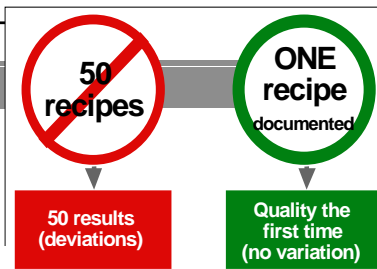 50
recipes
ONE
recipe
documented
50 results
(deviations)
Quality the
first time
(no variation)